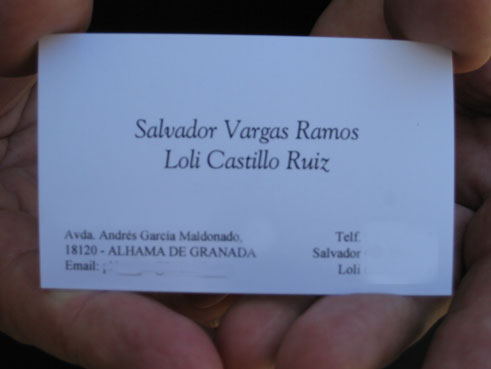 Salvador Vargas Ramos
Loli Castillo Ruiz
Avda. Andrés García Maldonado,
18120 - ALHAMA DE GRANADA
Email:
Telf.
Salvador
Loli